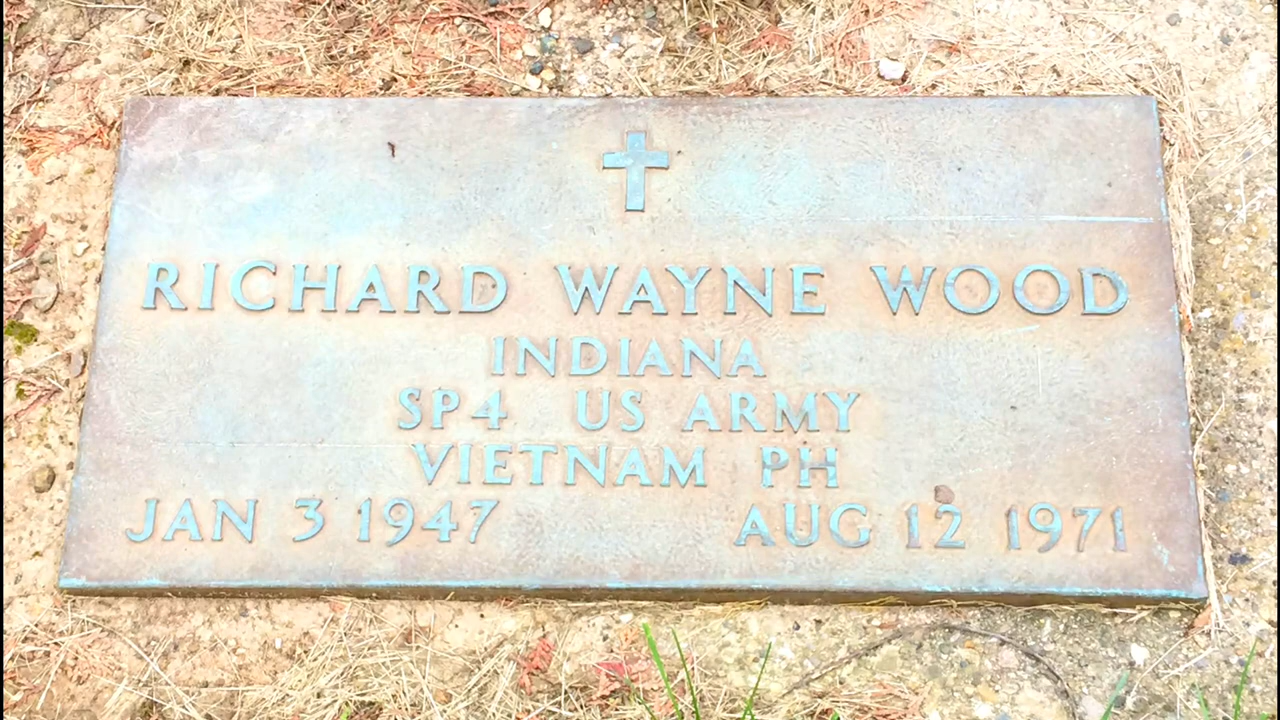 RICHARD WAYNE WOOD
INDIANA
SP4 US ARMY
VIETNAM PH
JAN 3 1947 AUG 12 1971